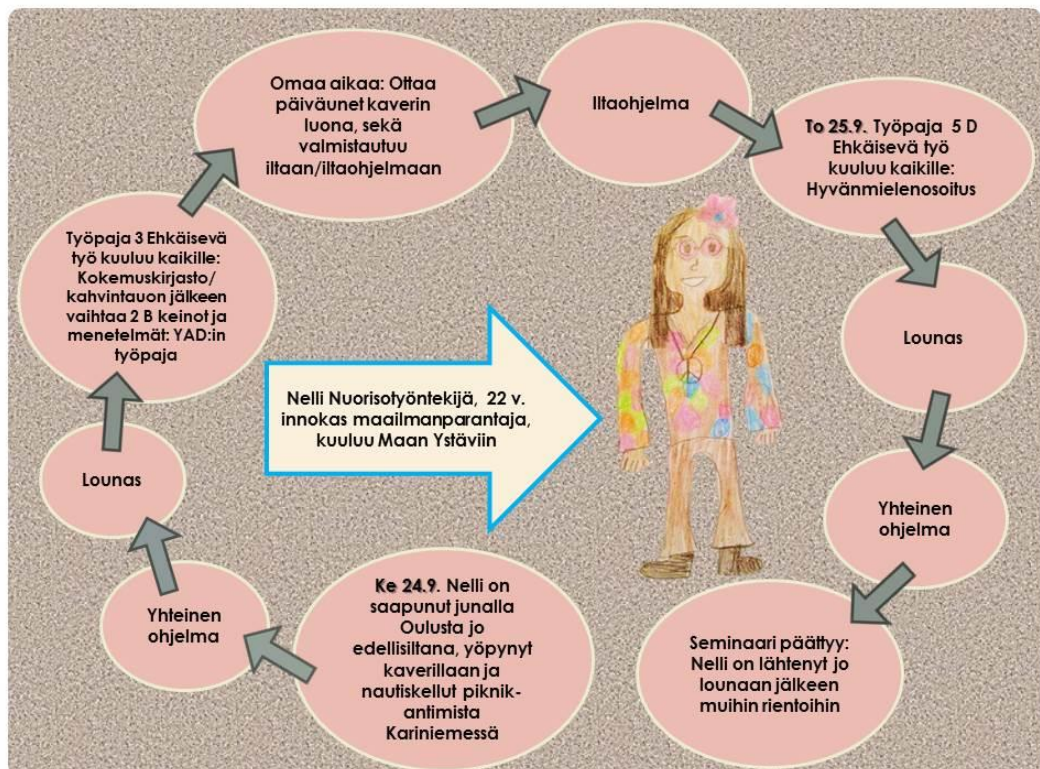 Nelli Nuorisotyöntekijä, 22 v.
innokas maailmanparantaja,
kuuluu Maan Ystäviin
Ke 24.9. Nelli on
saapunut junalla
Oulusta jo
edellisiltana, yöpynyt
kaverillaan ja
nautiskellut piknik-
antimista
Kariniemessä
Yhteinen
ohjelma
Lounas
Työpaja 3 Ehkäisevä
työ kuuluu kaikille:
Kokemuskirjasto/
kahvintauon jälkeen
vaihtaa 2 B keinot ja
menetelmät: YAD:in
työpaja
Omaa aikaa: Ottaa
päiväunet kaverin
luona, sekä
valmistautuu
iltaan/iltaohjelmaan
Iltaohjelma
To 25.9. Työpaja 5 D
Ehkäisevä työ
kuuluu kaikille:
Hyvänmielenosoitus
Lounas
Yhteinen
ohjelma
Seminaari päättyy:
Nelli on lähtenyt jo
lounaan jälkeen
muihin rientoihin